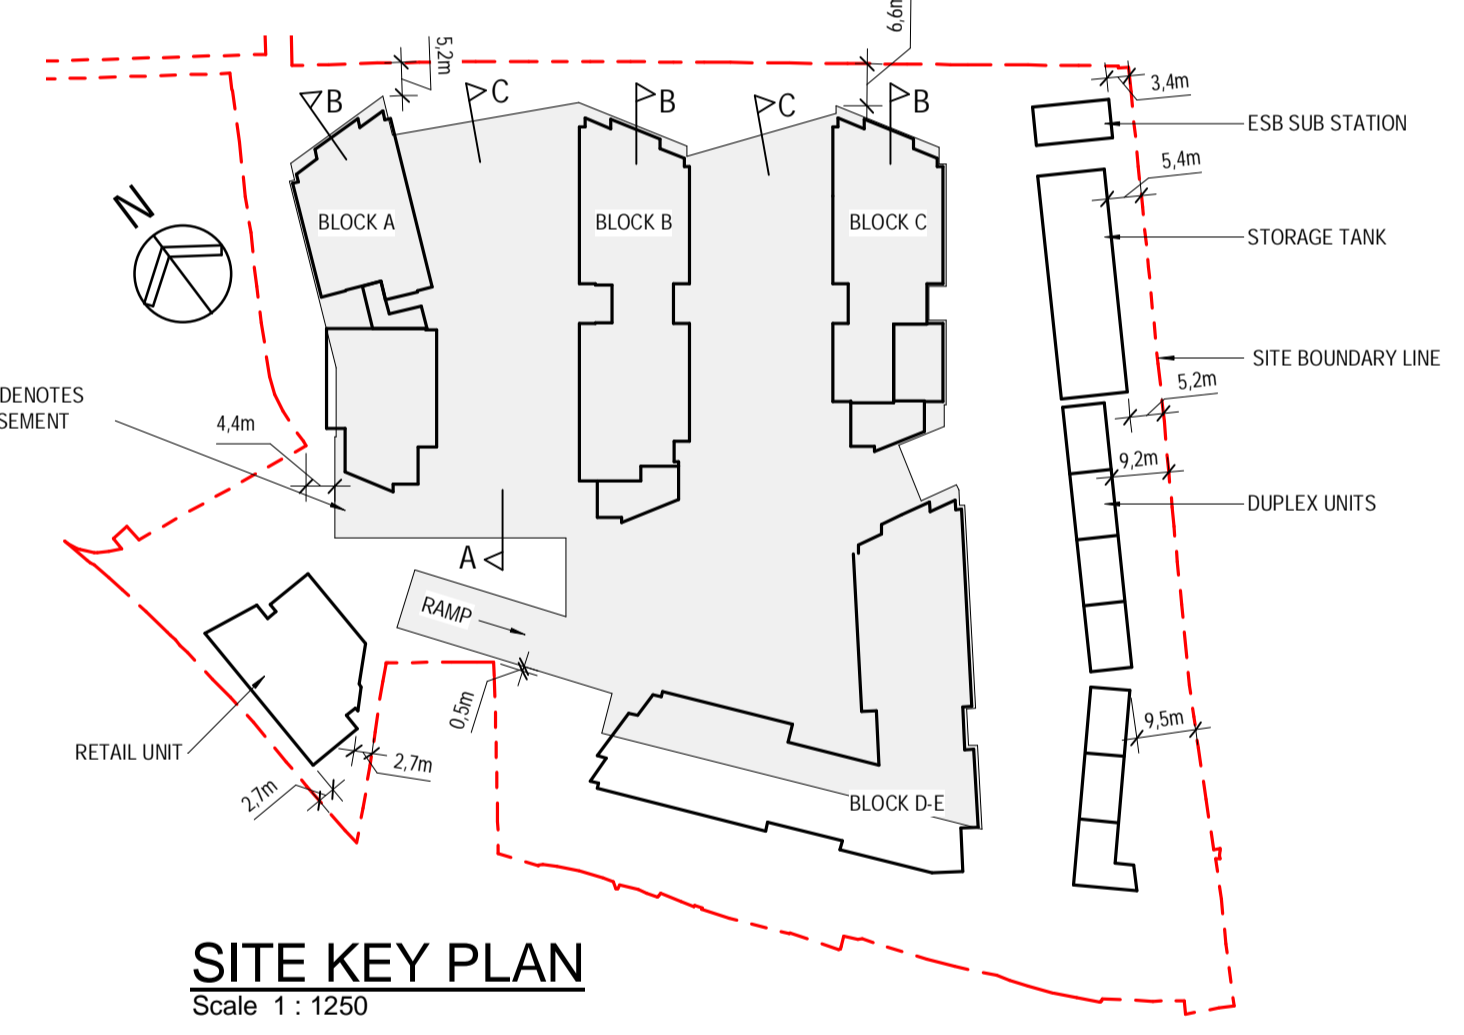 5,2m
6,6m
B
C
B
C
B
3,4m
ESB SUB STATION
5,4m
N
BLOCK A
BLOCK B
BLOCK C
STORAGE TANK
SITE BOUNDARY LINE
5,2m
DENOTES
SEMENT
4,4m
9,2m
DUPLEX UNITS
A
RAMP
0,5m
9,5m
RETAIL UNIT
2,7m
2,7m
BLOCK D-E
SITE KEY PLAN
Scale 1 : 1250